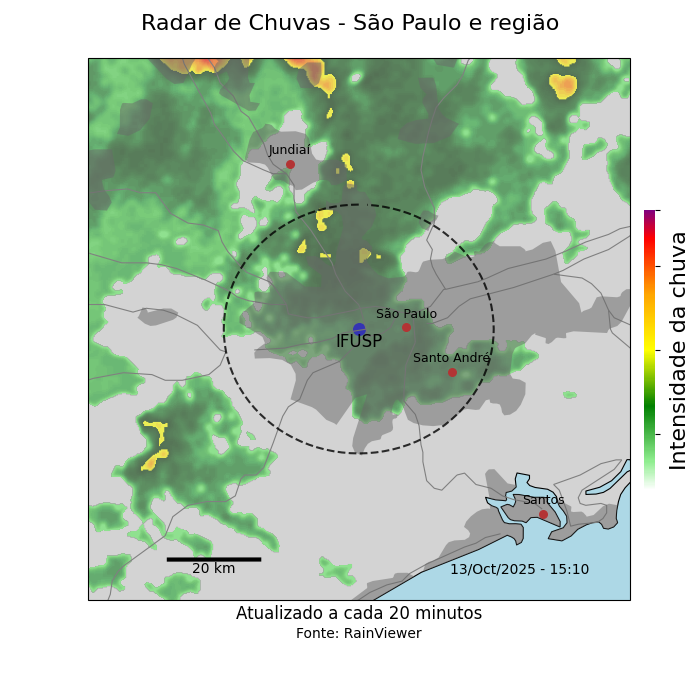 Radar de Chuvas - São Paulo e região
Jundiaí
São Paulo
IFUSP
Santo André
Santos
20 km
13/Oct/2025 - 15:10
Intensidade da chuva
Atualizado a cada 20 minutos
Fonte: RainViewer